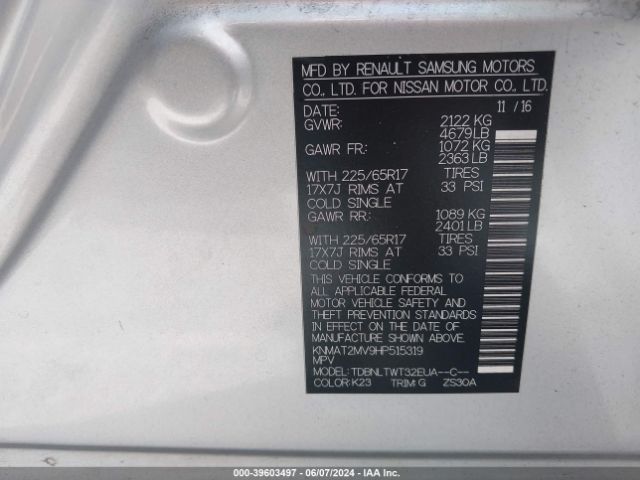 MFD BY RENAULT SAMSUNG MOTORS
CO., LTD. FOR NISSAN MOTOR CO., LTD.
DATE: 11 / 16
GVWR: 2122 KG
4679 LB
GAWR FR: 1072 KG
2363 LB
WITH 225/65R17 TIRES
17X7J RIMS AT 33 PSI
COLD SINGLE
GAWR RR: 1089 KG
2401 LB
WITH 225/65R17 TIRES
17X7J RIMS AT 33 PSI
COLD SINGLE
THIS VEHICLE CONFORMS TO
ALL APPLICABLE FEDERAL
MOTOR VEHICLE SAFETY AND
THEFT PREVENTION STANDARDS
IN EFFECT ON THE DATE OF
MANUFACTURE SHOWN ABOVE.
KNMAT2MV9HP515319
MPV
MODEL: TDBNLTWT32EUA--C--
COLOR: K23 TRIM: G ZS30A
000-39603497 - 06/07/2024 - IAA Inc.